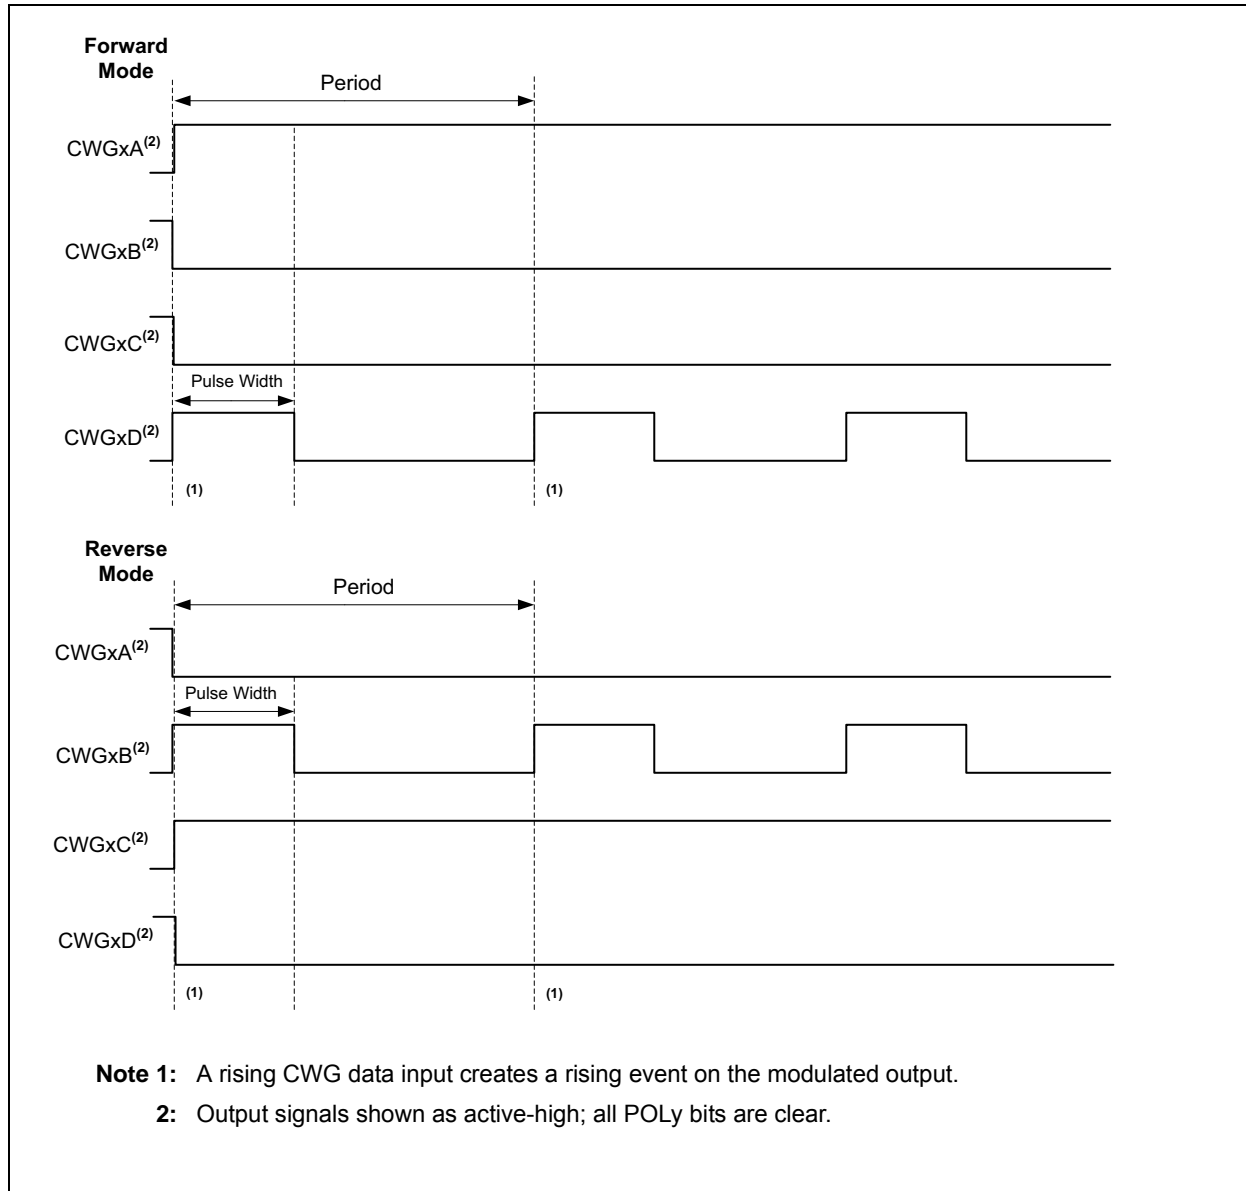 Forward
Mode
Period
CWGxA(2)
CWGxB(2)
CWGxC(2)
Pulse Width
CWGxD(2)
(1) (1)
Reverse
Mode
Period
CWGxA(2)
Pulse Width
CWGxB(2)
CWGxC(2)
CWGxD(2)
(1) (1)
Note 1: A rising CWG data input creates a rising event on the modulated output.
2: Output signals shown as active-high; all POLy bits are clear.